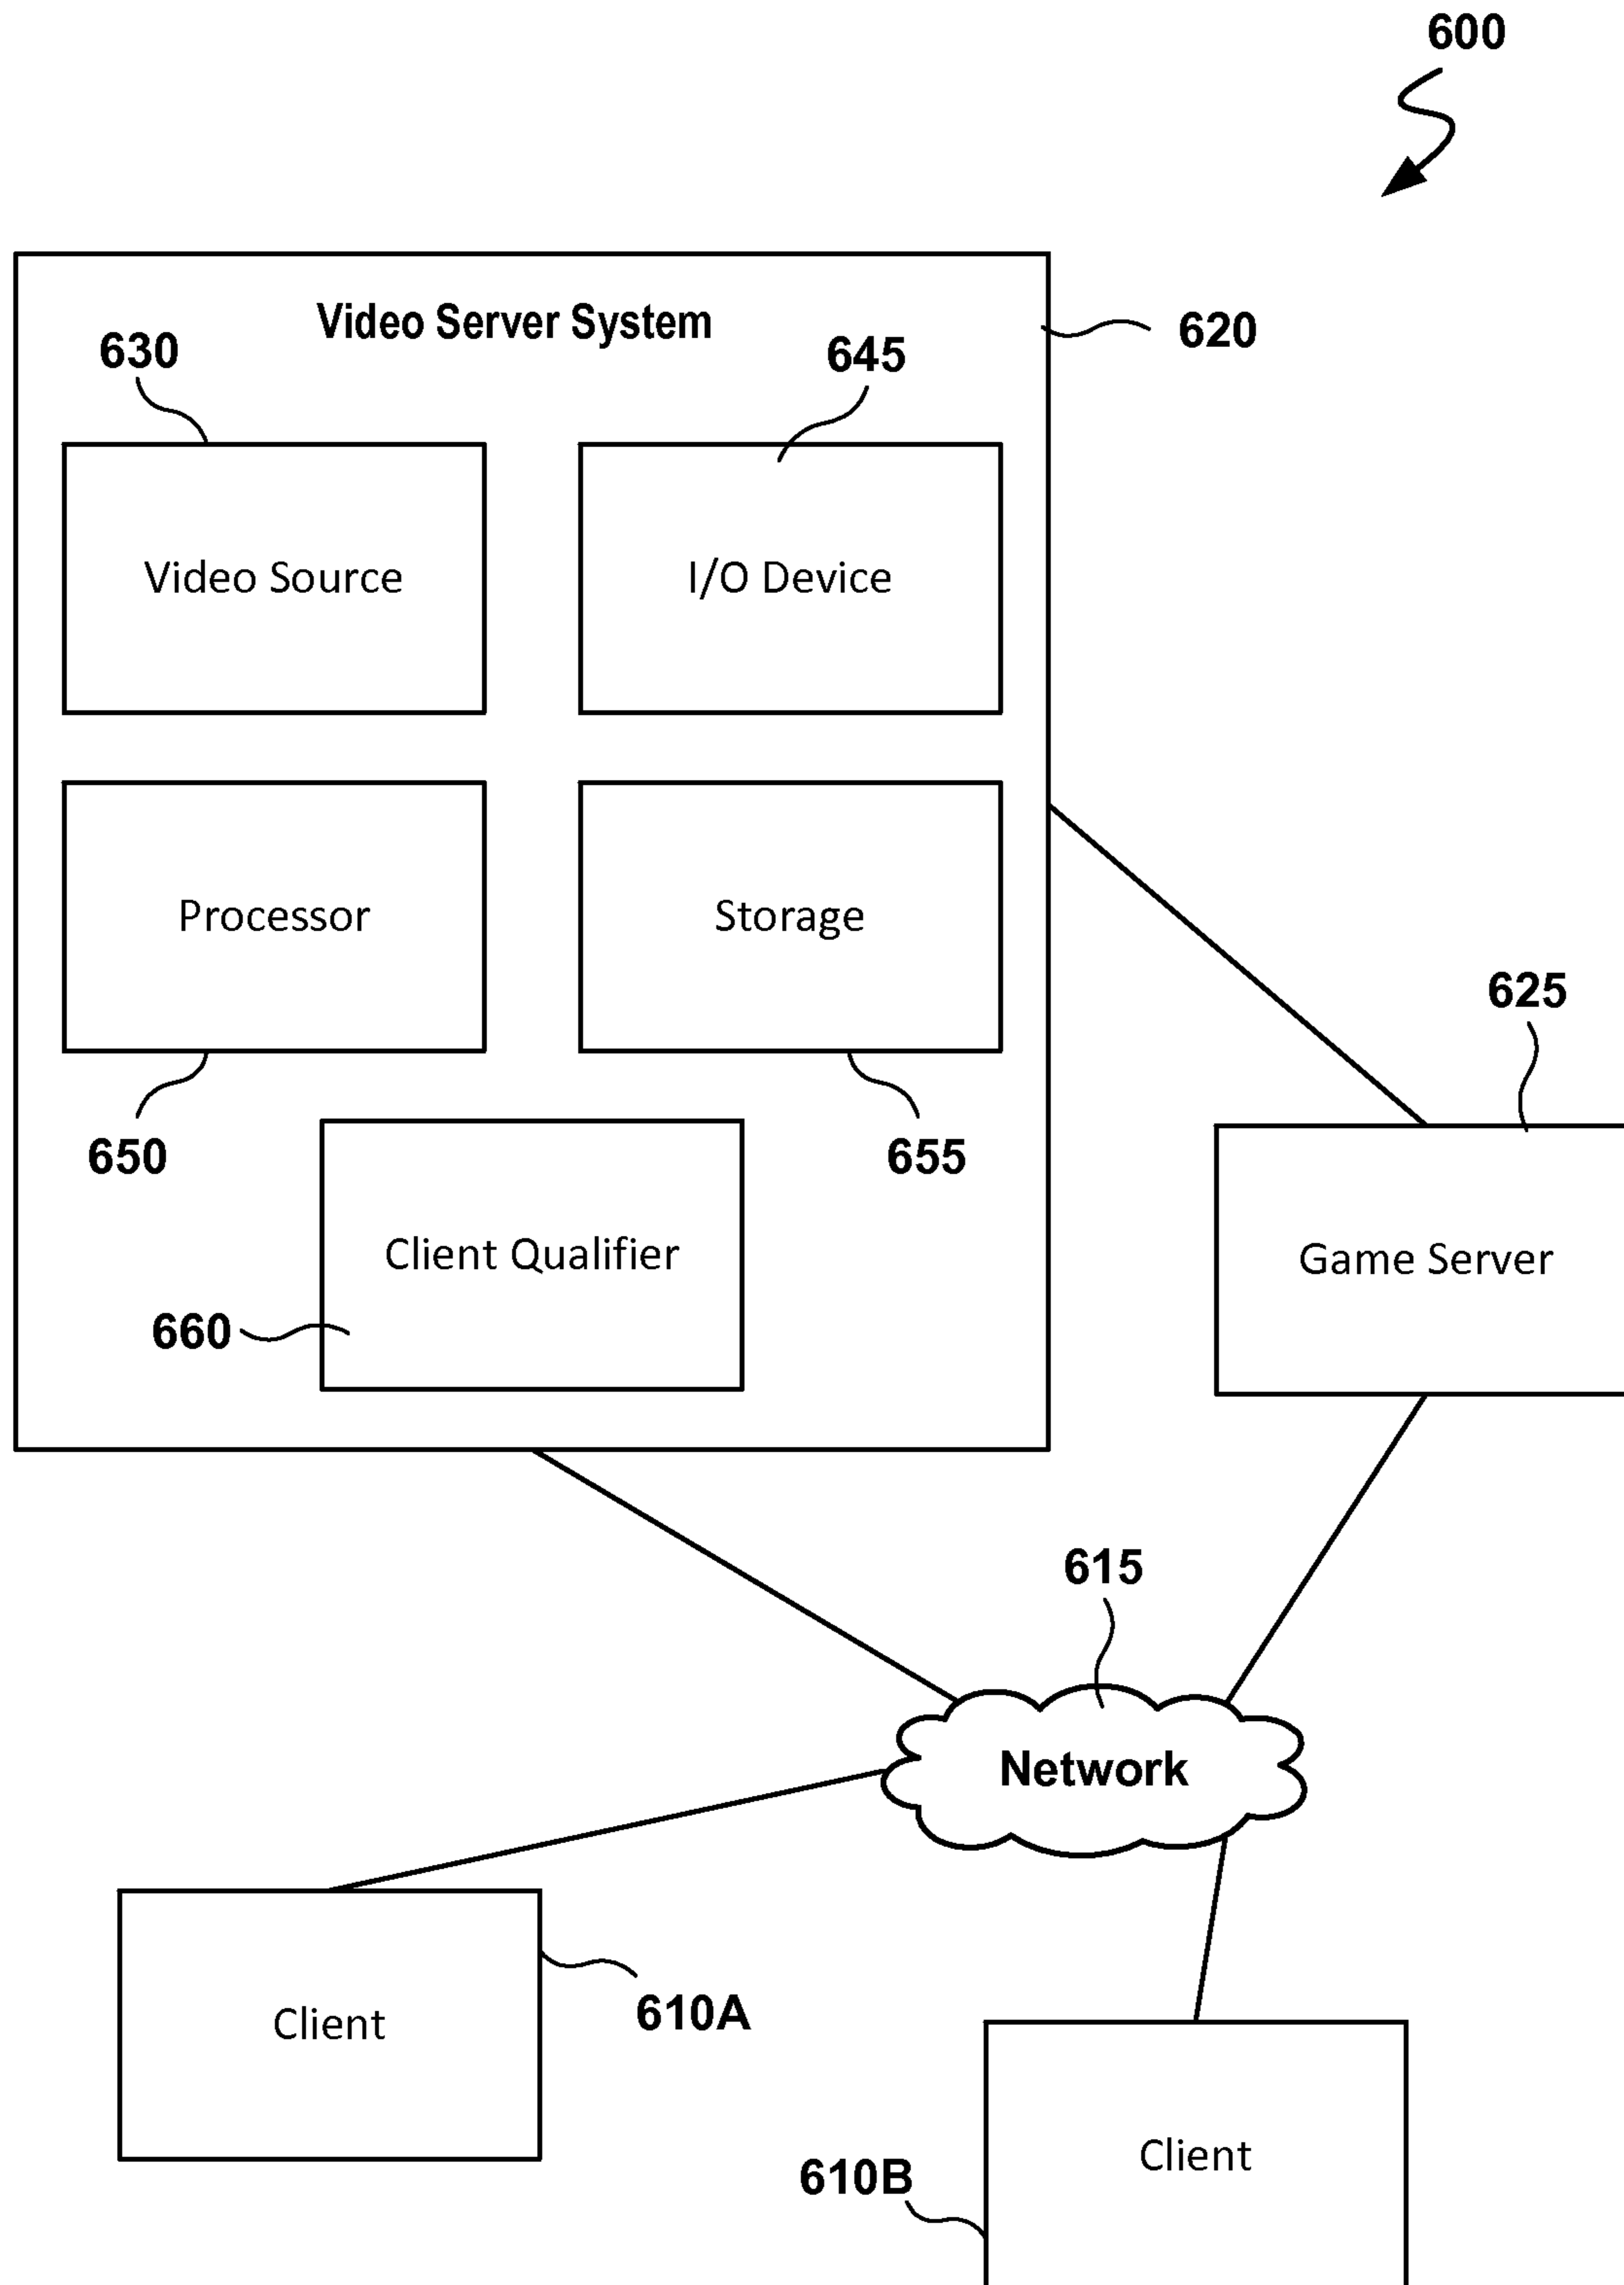 600
Video Server System
620
630
645
Video Source
I/O Device
Processor
Storage
625
650
655
Client Qualifier
Game Server
660
615
Network
610A
Client
Client
610B